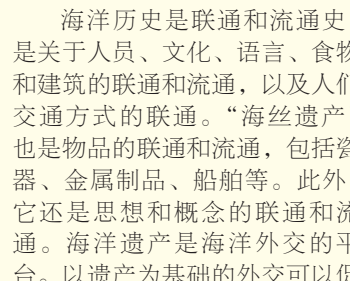 海洋历史是联通和流通史
是关于人员、文化、语言、食物
和建筑的联通和流通，以及人们
交通方式的联通。“海丝遗产
也是物品的联通和流通，包括瓷
器、金属制品、船舶等。此外
它还是思想和概念的联通和流
通。海洋遗产是海洋外交的平
台。以遗产为基础的外交可以促